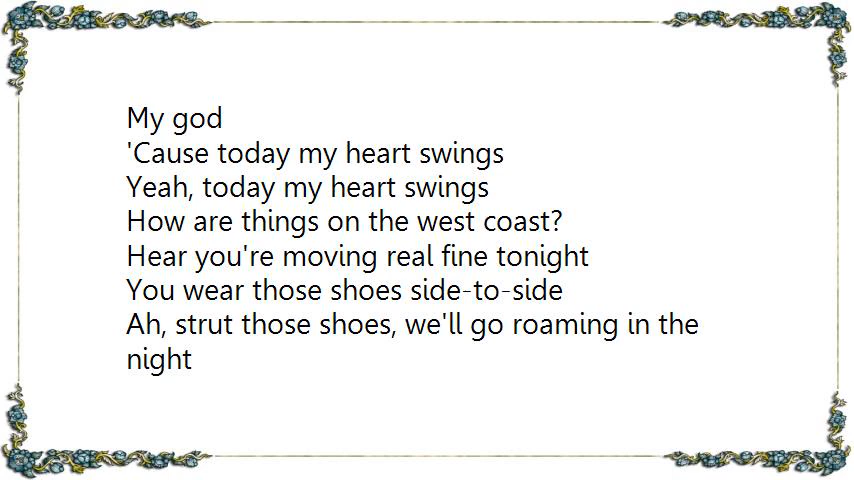 My god
'Cause today my heart swings
Yeah, today my heart swings
How are things on the west coast?
Hear you're moving real fine tonight
You wear those shoes side-to-side
Ah, strut those shoes, we'll go roaming in the
night